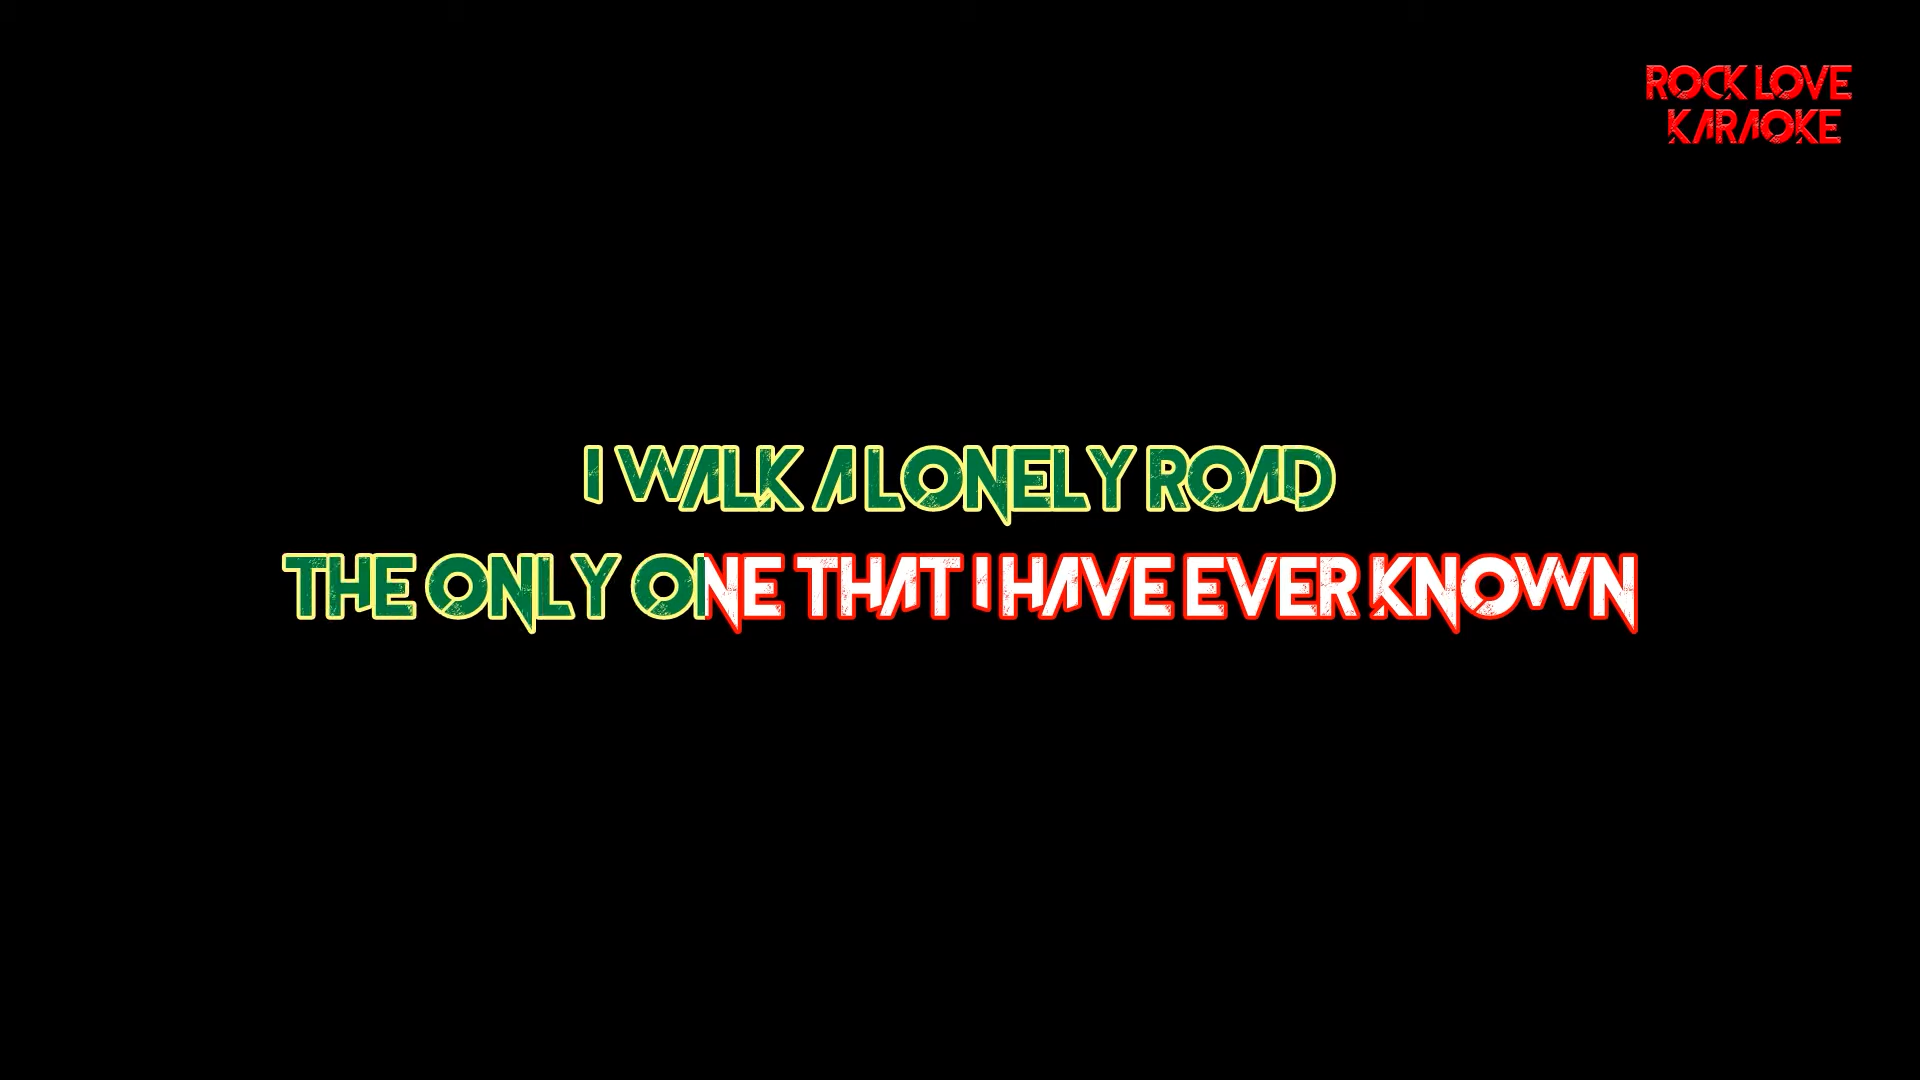 ROCK LOVE
KARAOKE
I WALK A LONELY ROAD
THE ONLY ONE THAT I HAVE EVER KNOWN